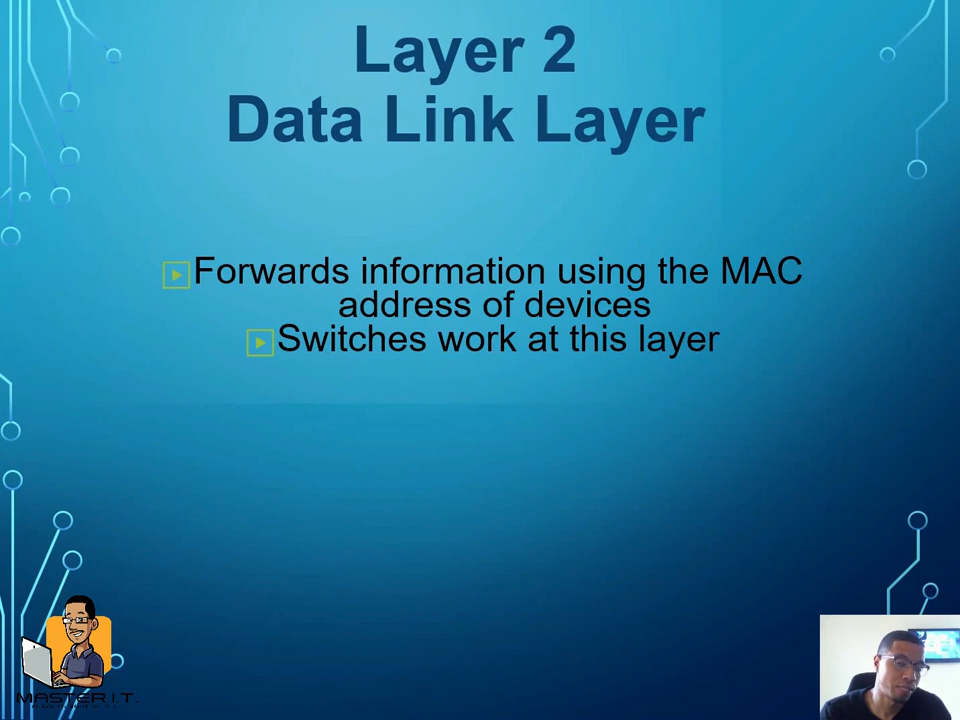 Layer 2
Data Link Layer
Forwards information using the MAC
address of devices
Switches work at this layer
MASTER I.T.